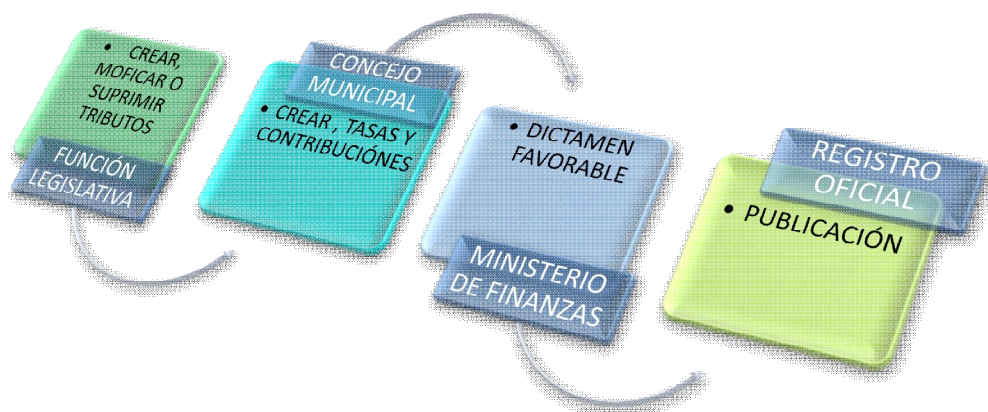 • CREAR,
MOFICAR O
SUPRIMIR
TRIBUTOS
FUNCIÓN
LEGISLATIVA
CONCEJO
MUNICIPAL
• CREAR , TASAS Y
CONTRIBUCIÓNES
• DICTAMEN
FAVORABLE
MINISTERIO
DE FINANZAS
REGISTRO
OFICIAL
• PUBLICACIÓN